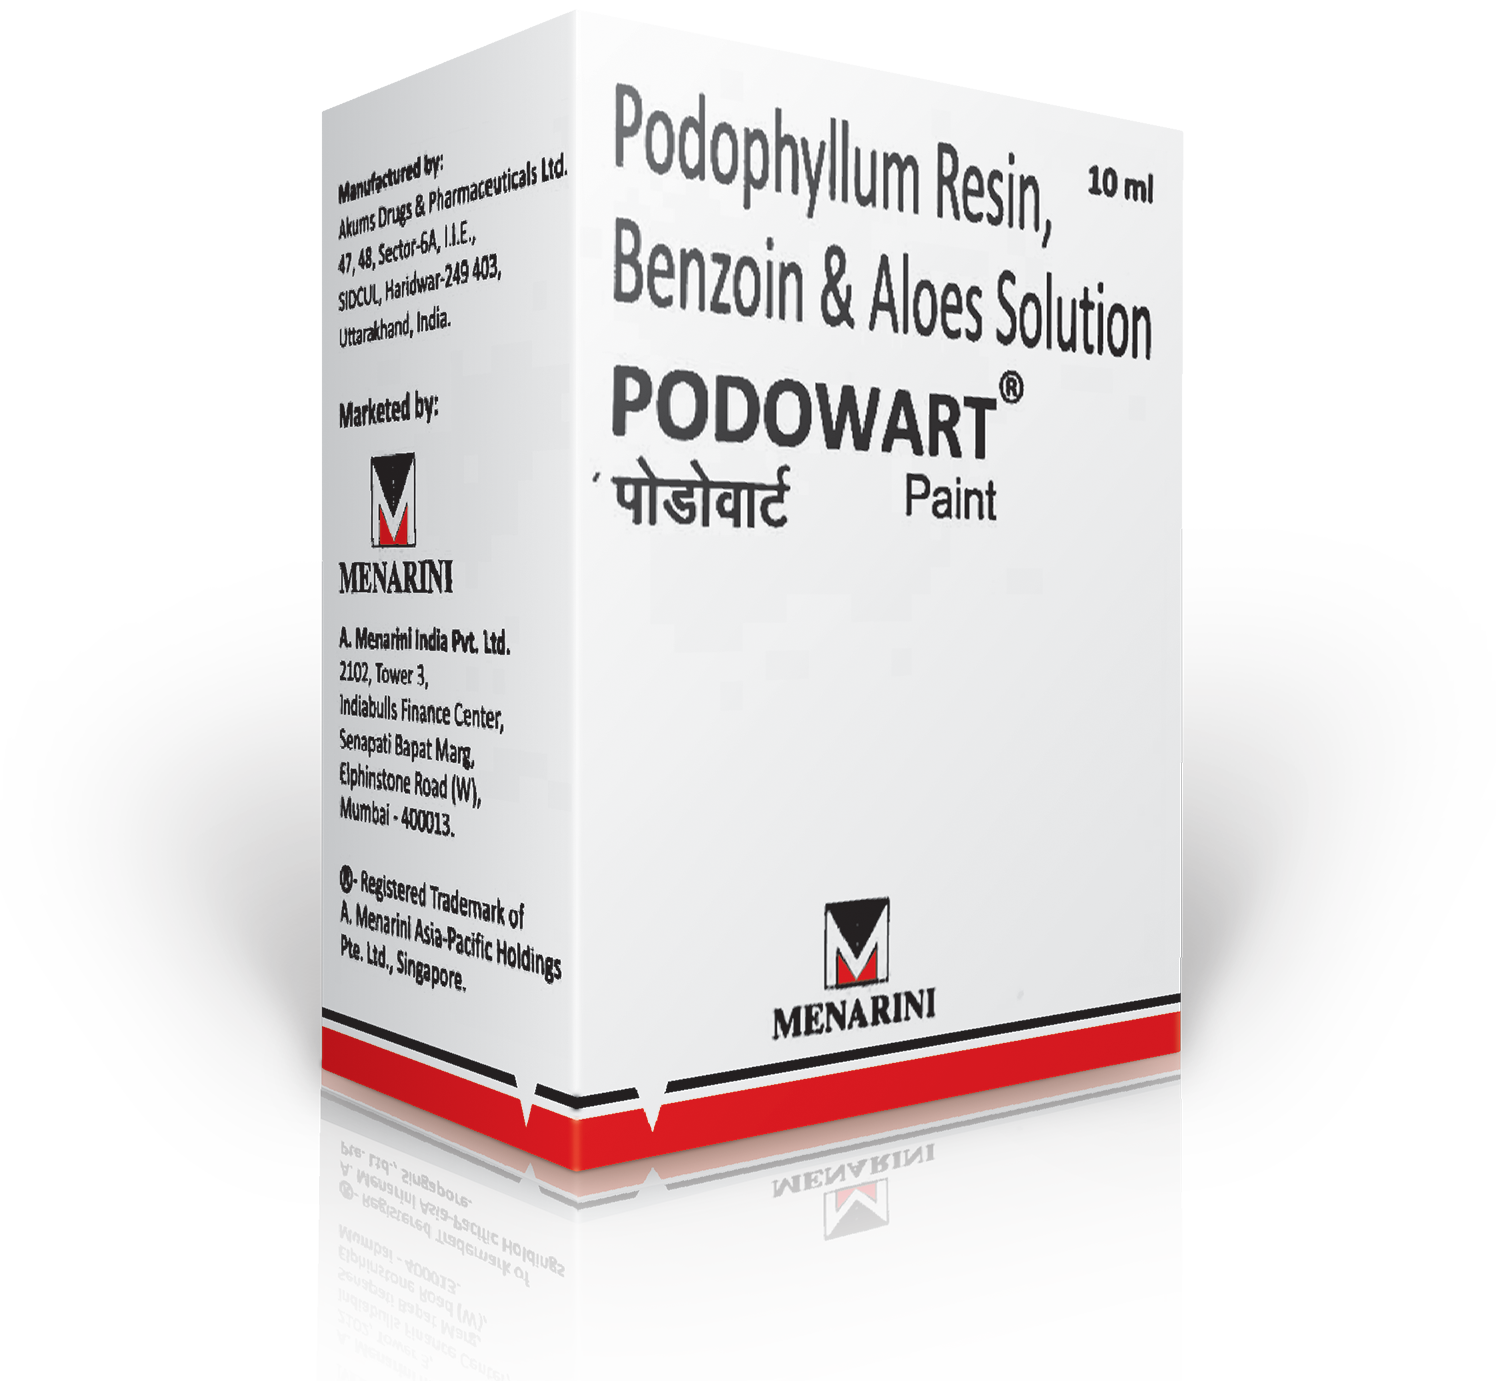 Manufactured by:
Akums Drugs & Pharmaceuticals Ltd.
47, 48, Sector-6A, I.I.E.,
SIDCUL, Haridwar-249 403,
Uttarakhand, India.
Marketed by:
MENARINI
A. Menarini India Pvt. Ltd.
2102, Tower 3,
Indiabulls Finance Center,
Senapati Bapat Marg,
Elphinstone Road (W),
Mumbai - 400013.
®- Registered Trademark of
A. Menarini Asia-Pacific Holdings
Pte. Ltd., Singapore.
Podophyllum Resin,
10 ml
Benzoin & Aloes Solution
PODOWART®
पोडोवार्ट Paint
MENARINI